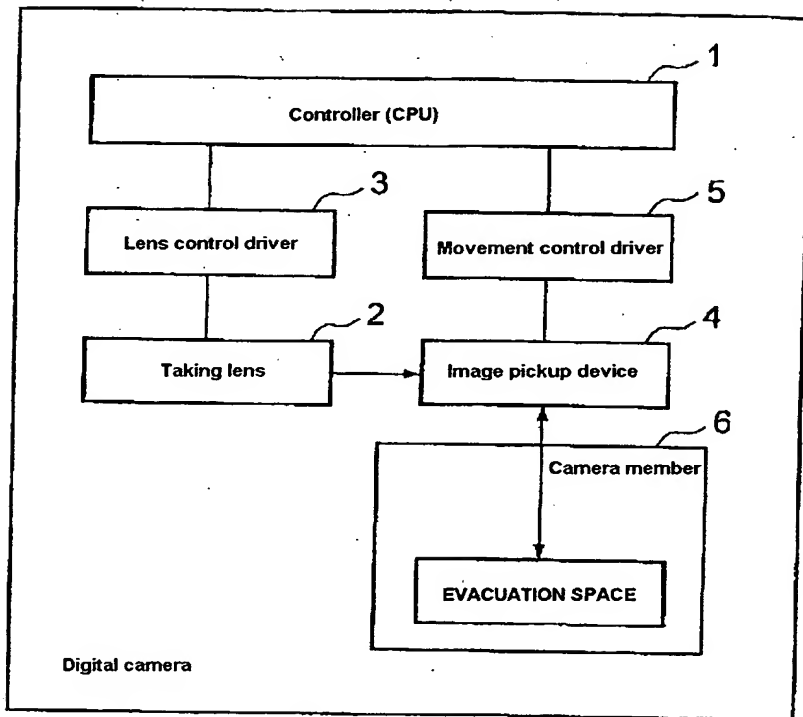 1
Controller (CPU)
3
5
Lens control driver
Movement control driver
2
4
Taking lens
Image pickup device
6
Camera member
EVACUATION SPACE
Digital camera